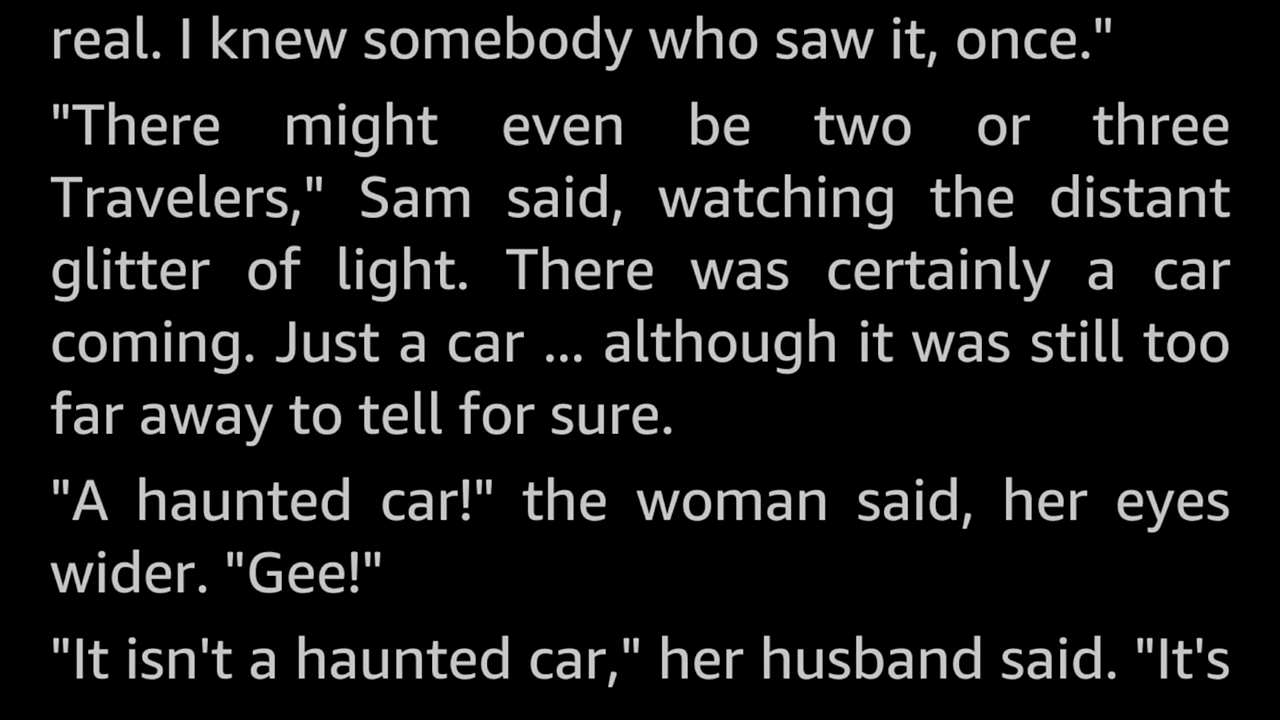 real. I knew somebody who saw it, once."
"There might even be two or three
Travelers," Sam said, watching the distant
glitter of light. There was certainly a car
coming. Just a car ... although it was still too
far away to tell for sure.
"A haunted car!" the woman said, her eyes
wider. "Gee!"
"It isn't a haunted car," her husband said. "It's